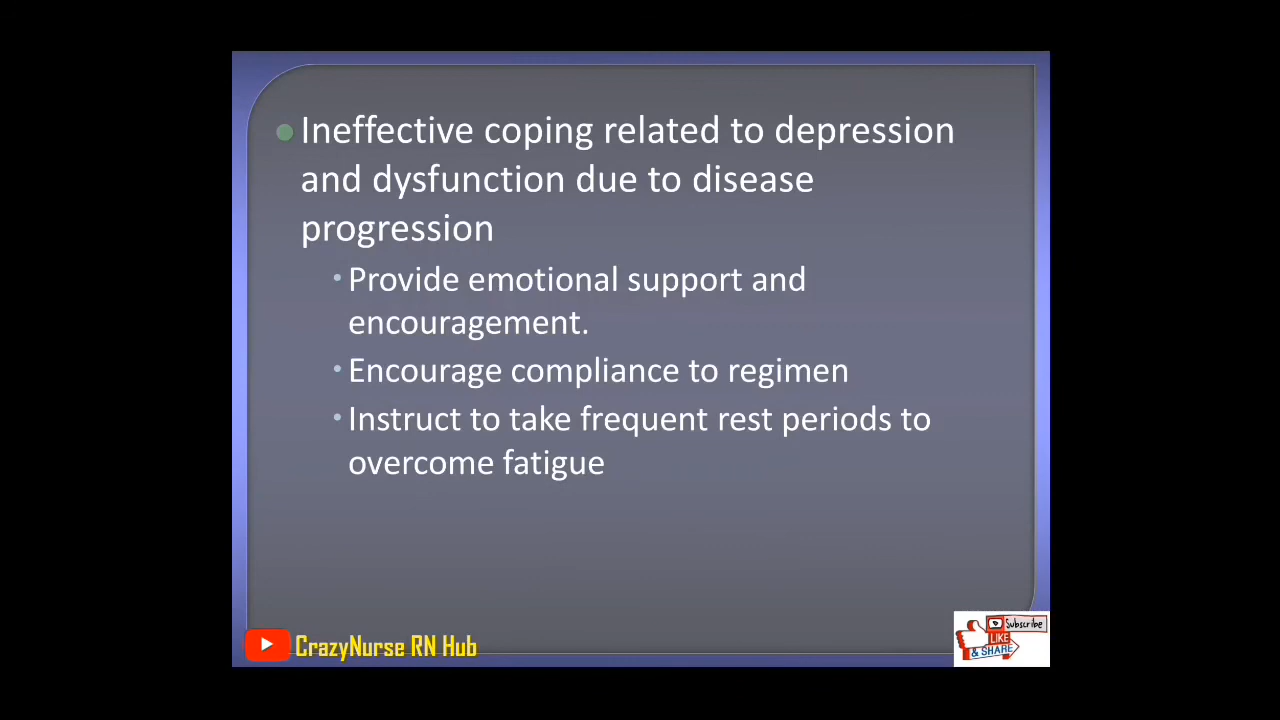 Ineffective coping related to depression
and dysfunction due to disease
progression
Provide emotional support and
encouragement.
Encourage compliance to regimen
Instruct to take frequent rest periods to
overcome fatigue
CrazyNurse RN Hub
Subscribe
LIKE
& SHARE